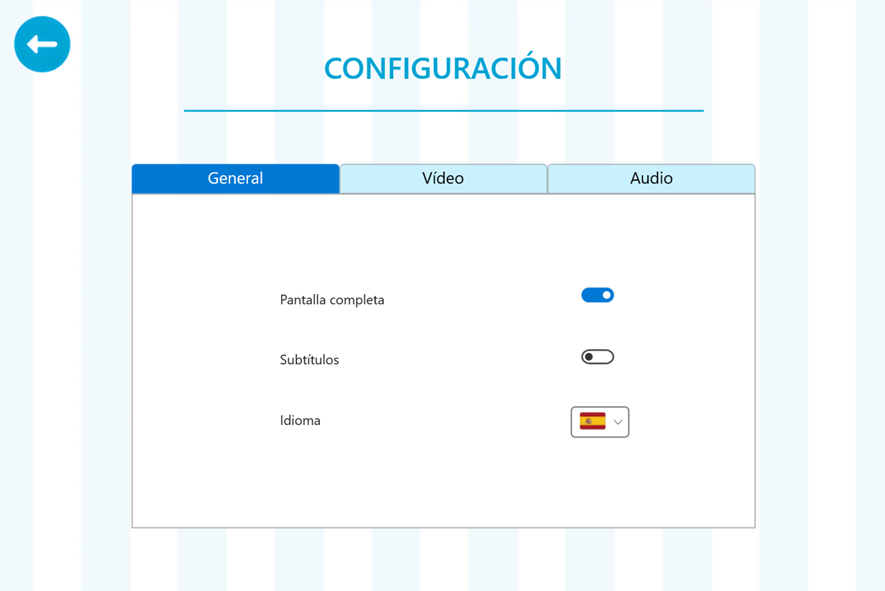 CONFIGURACIÓN
General
Vídeo
Audio
Pantalla completa
Subtítulos
Idioma